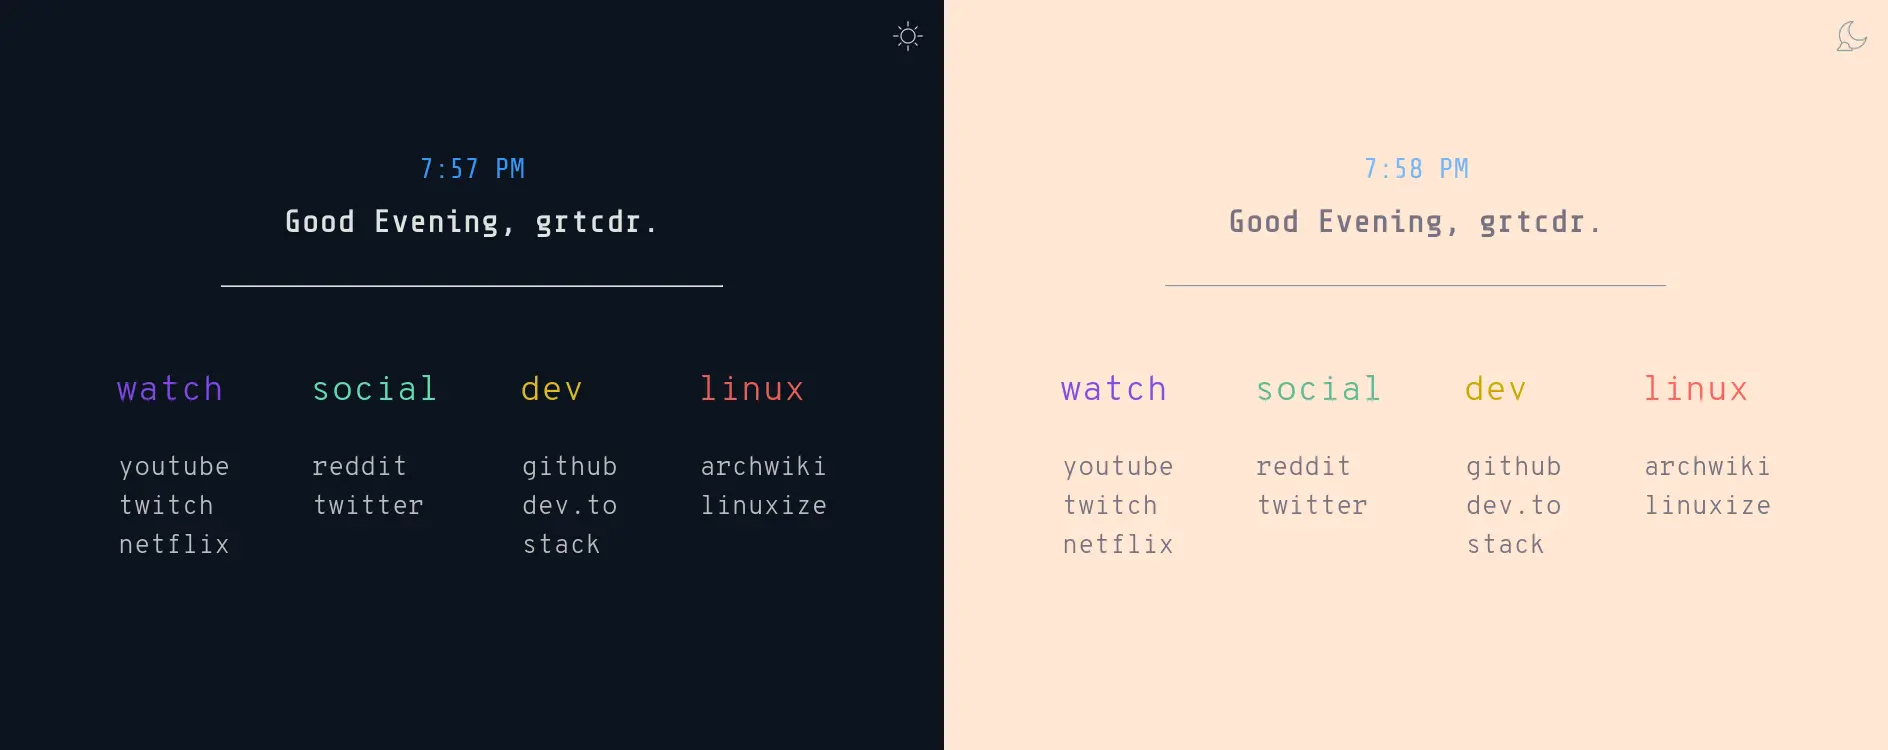 7:57 PM
Good Evening, grtcdr.
watch social dev linux
youtube reddit github archwiki
twitch twitter dev.to linuxize
netflix stack
7:58 PM
Good Evening, grtcdr.
watch social dev linux
youtube reddit github archwiki
twitch twitter dev.to linuxize
netflix stack